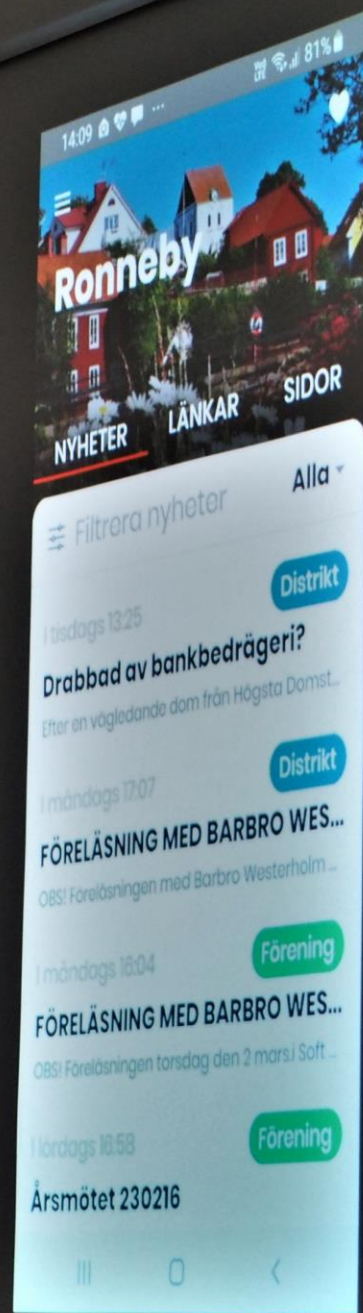 14:09 ... Vo)) LTE 81%
Ronneby
NYHETER LÄNKAR SIDOR
Filtrera nyheter Alla
Distrikt
I tisdags 13:25
Drabbad av bankbedrägeri?
Efter en vägledande dom från Högsta Domst...
Distrikt
I måndags 17:07
FÖRELÄSNING MED BARBRO WES...
OBS! Föreläsningen med Barbro Westerholm ...
Förening
I måndags 16:04
FÖRELÄSNING MED BARBRO WES...
OBS! Föreläsningen torsdag den 2 mars.i Soft ...
Förening
I lördags 16:58
Årsmötet 230216